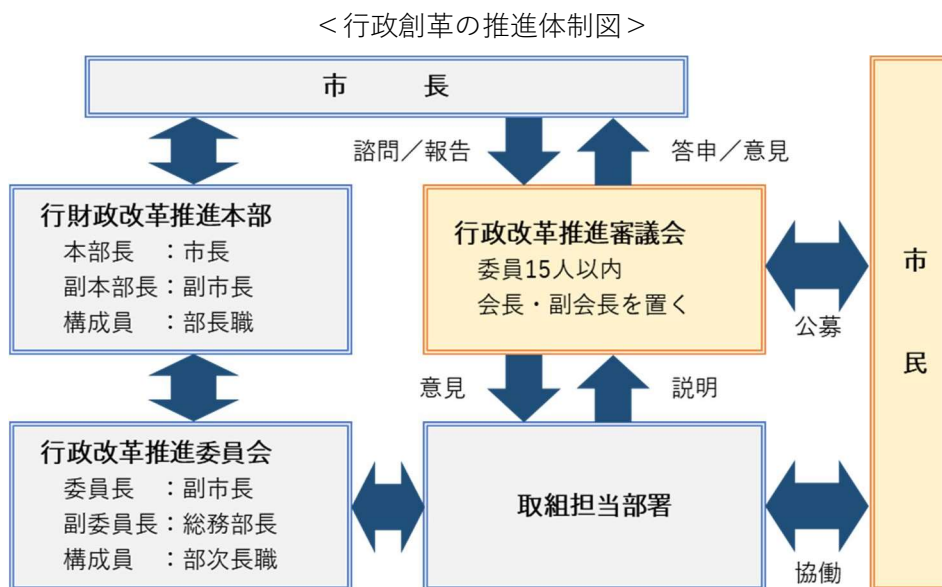 ＜行政創革の推進体制図＞
市　　長
諮問／報告
答申／意見
行財政改革推進本部
本部長　：市長
副本部長：副市長
構成員　：部長職
行政改革推進審議会
委員15人以内
会長・副会長を置く
公募
市民
意見
説明
行政改革推進委員会
委員長　：副市長
副委員長：総務部長
構成員　：部次長職
取組担当部署
協働